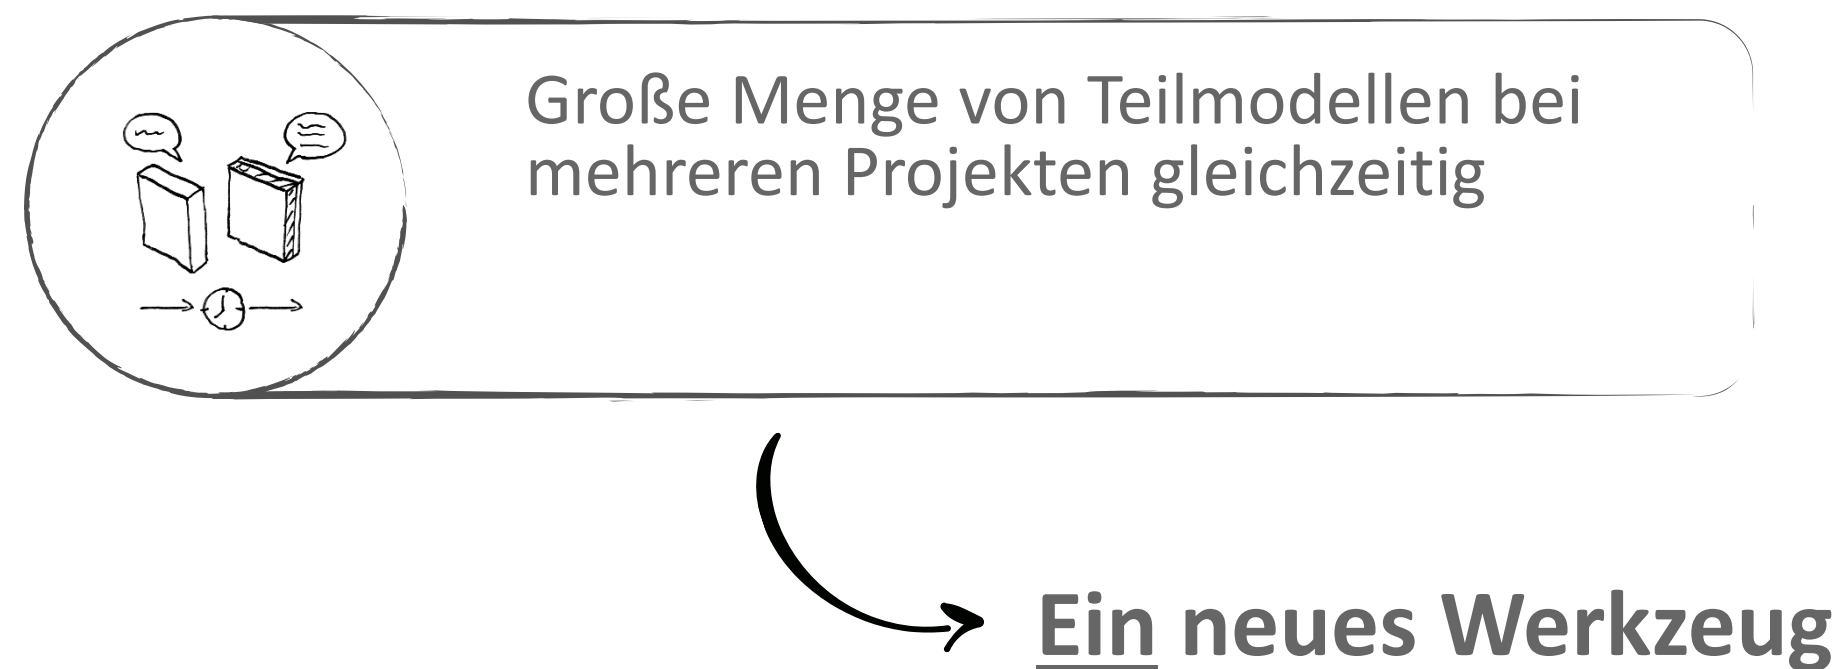 Große Menge von Teilmodellen bei
mehreren Projekten gleichzeitig
Ein neues Werkzeug